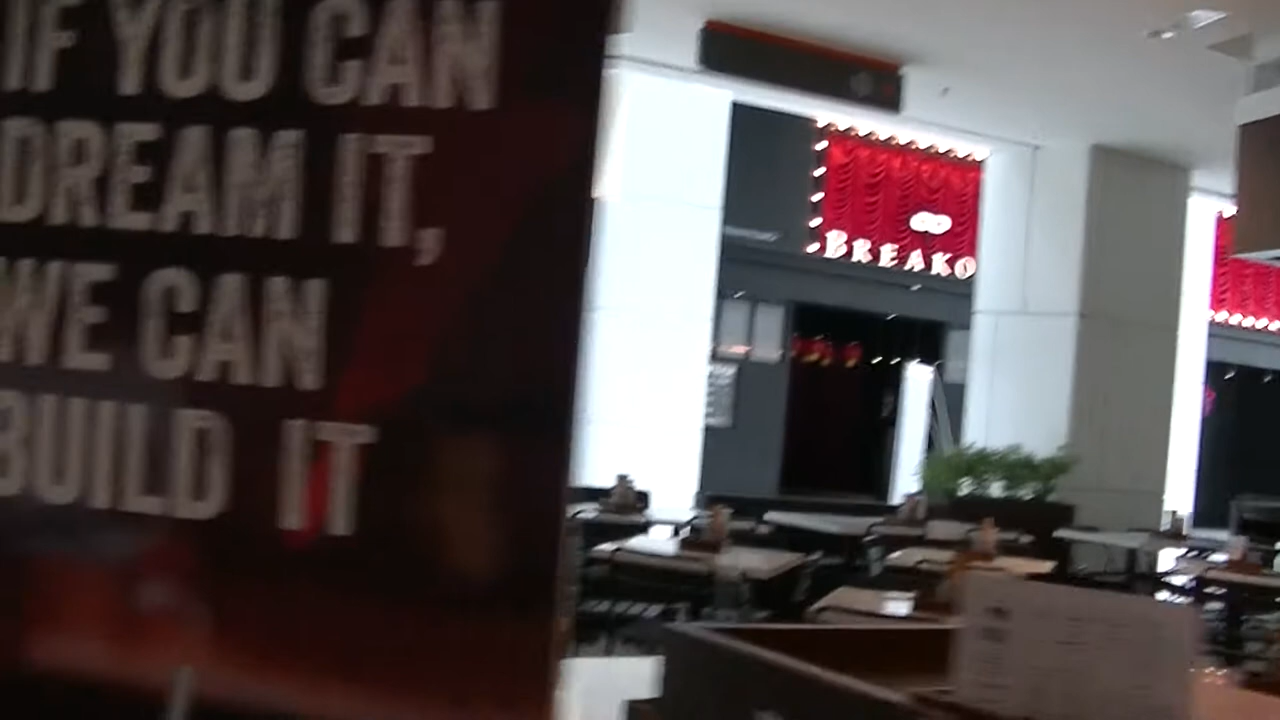 IF YOU CAN
DREAM IT,
WE CAN
BUILD IT
BREAKO